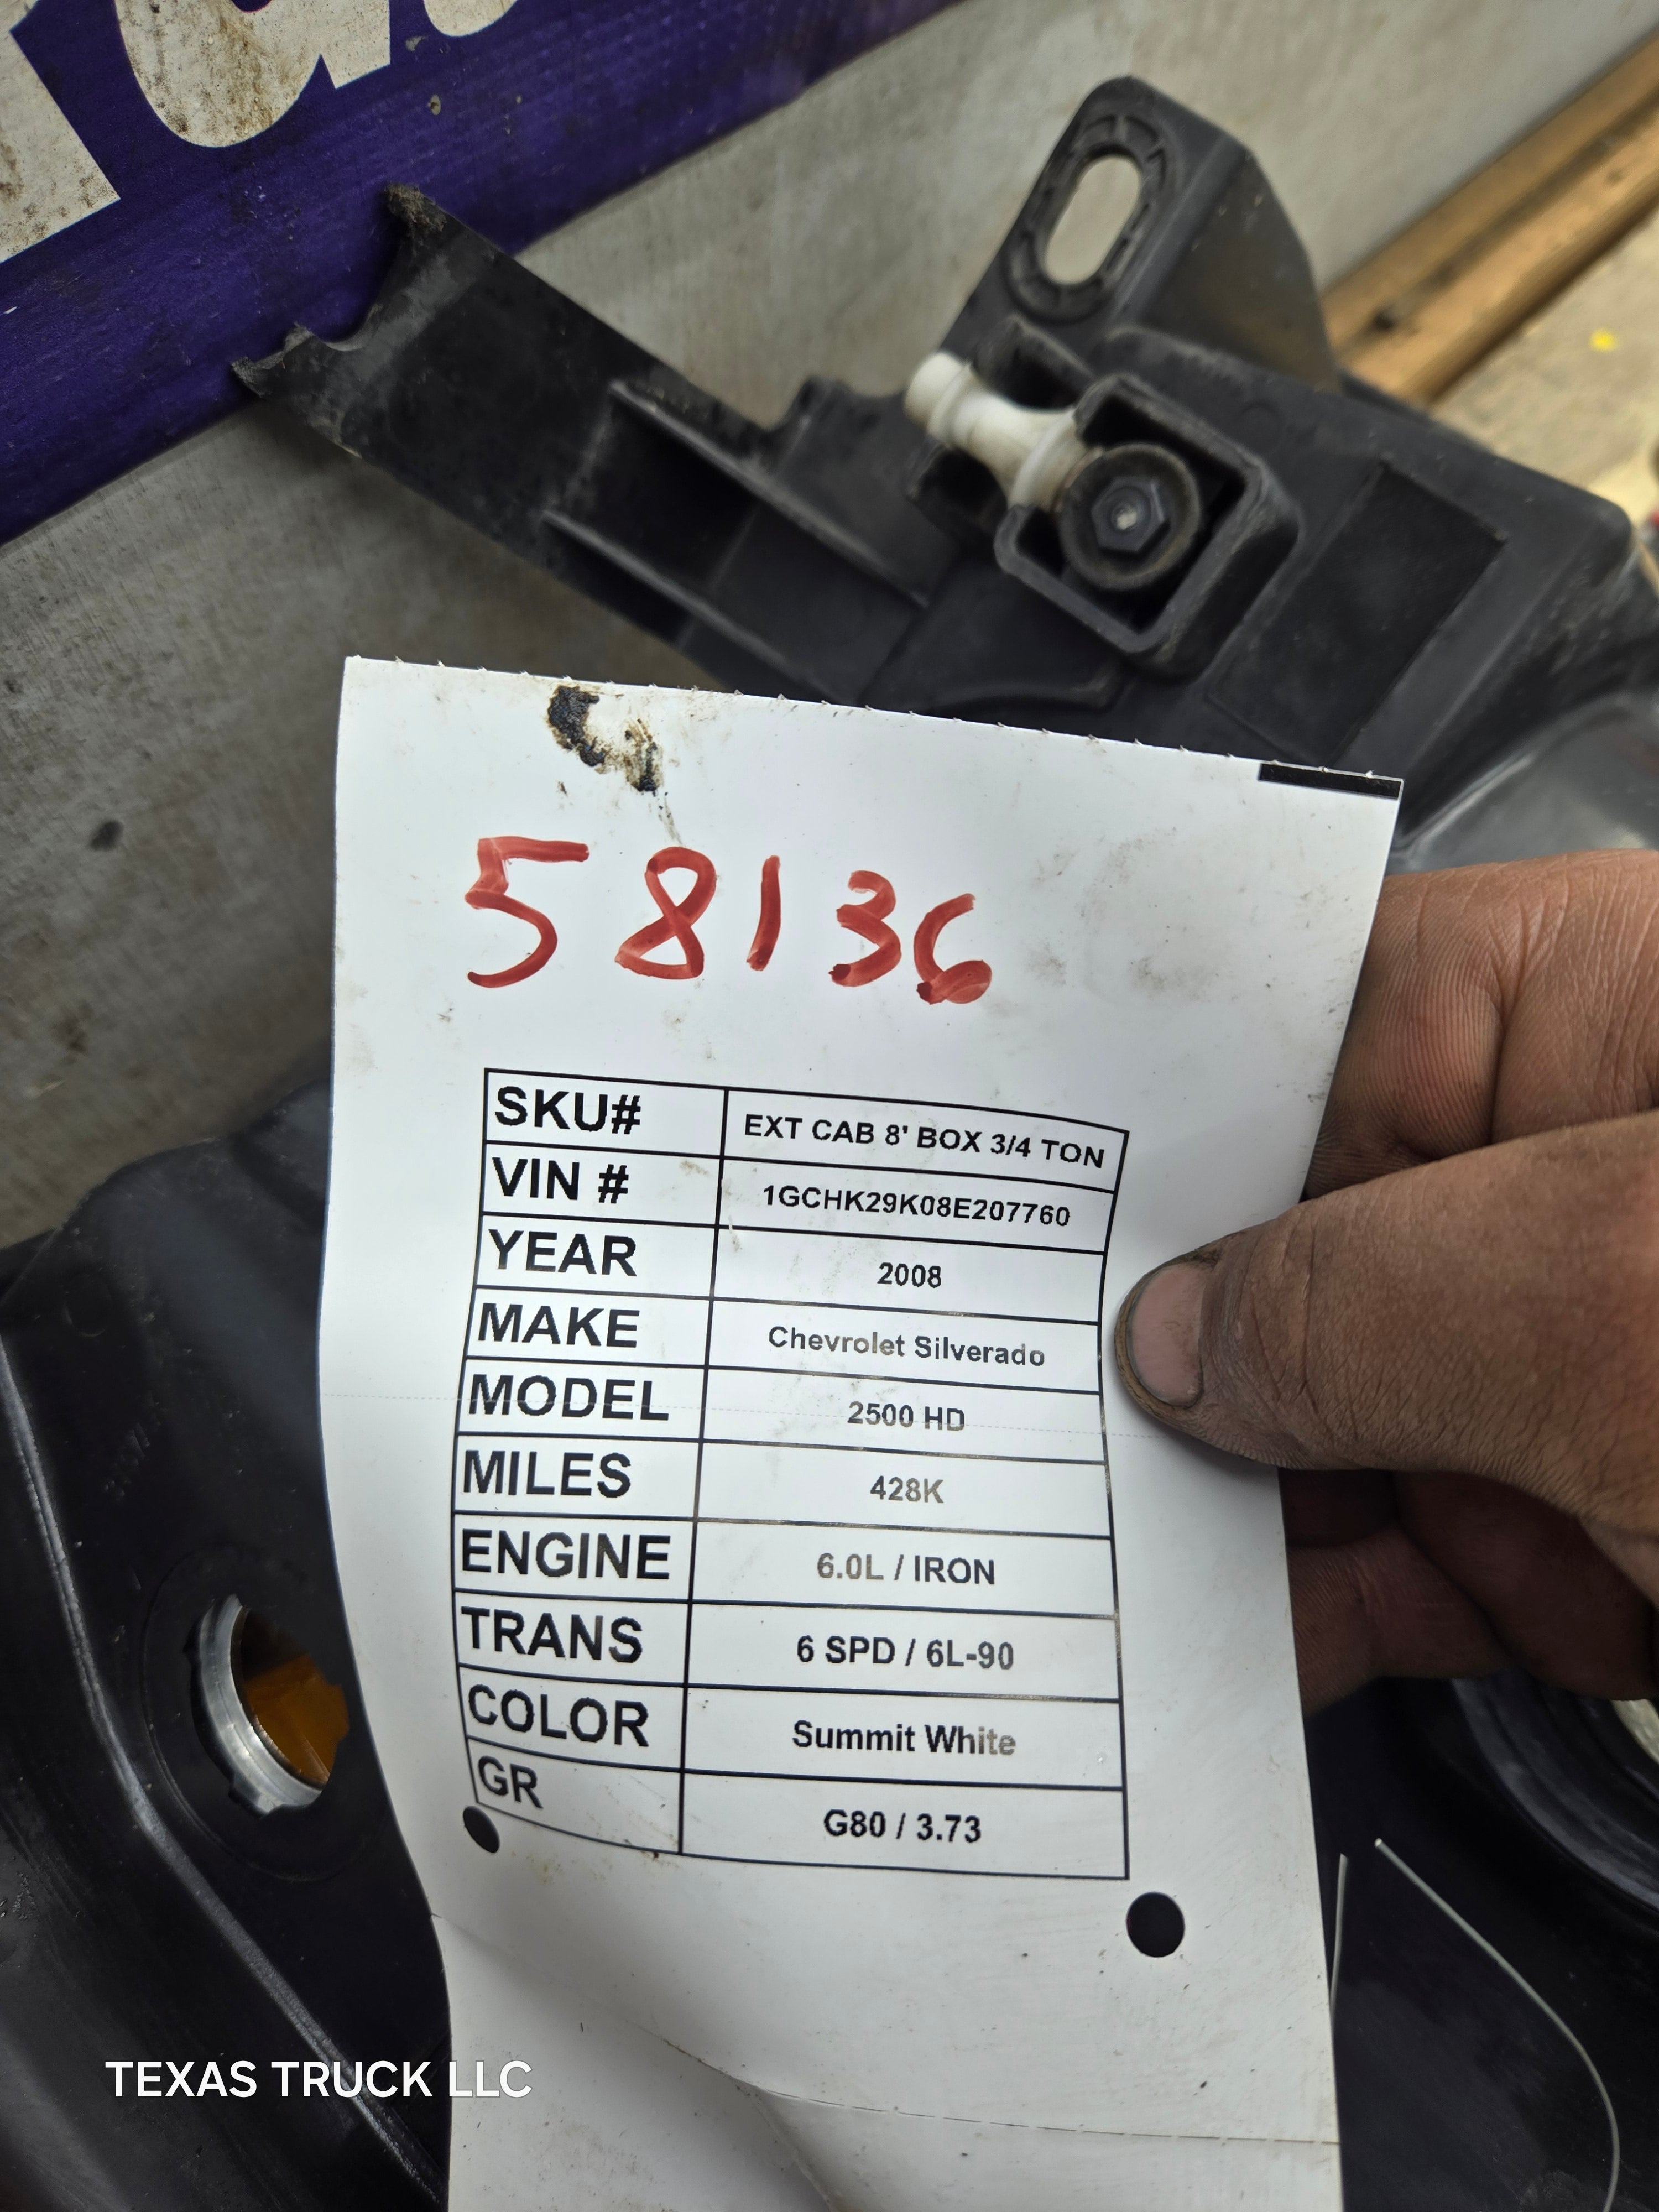 58136
SKU# EXT CAB 8' BOX 3/4 TON
VIN # 1GCHK29K08E207760
YEAR 2008
MAKE Chevrolet Silverado
MODEL 2500 HD
MILES 428K
ENGINE 6.0L / IRON
TRANS 6 SPD / 6L-90
COLOR Summit White
GR G80 / 3.73
TEXAS TRUCK LLC